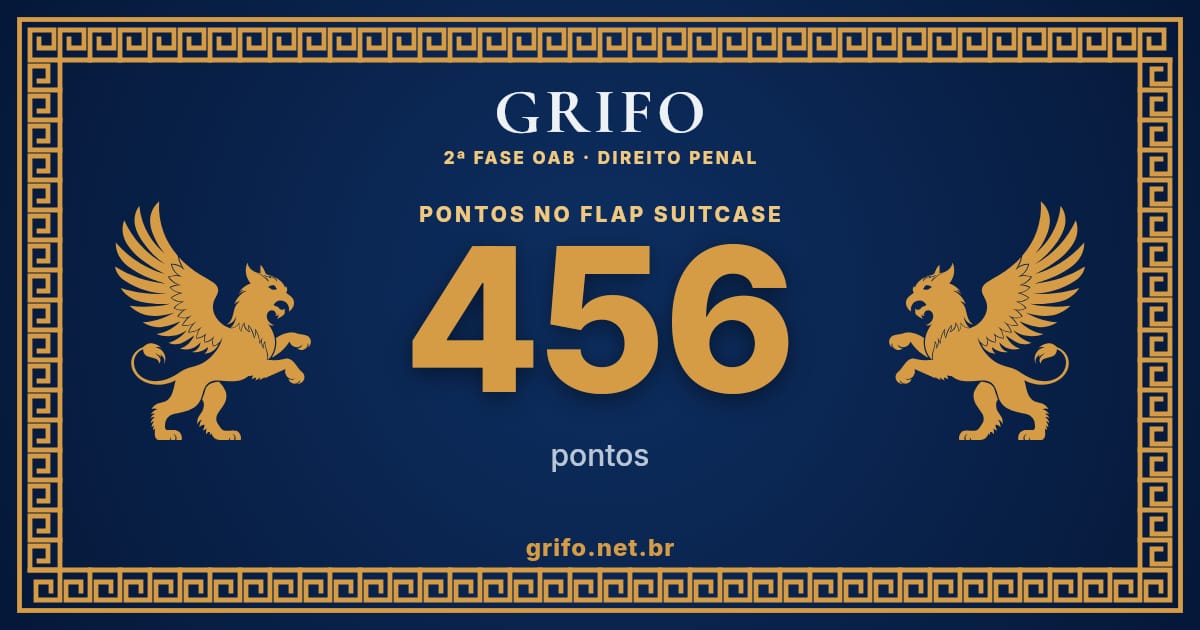 GRIFO
2ª FASE OAB · DIREITO PENAL
PONTOS NO FLAP SUITCASE
456
pontos
grifo.net.br